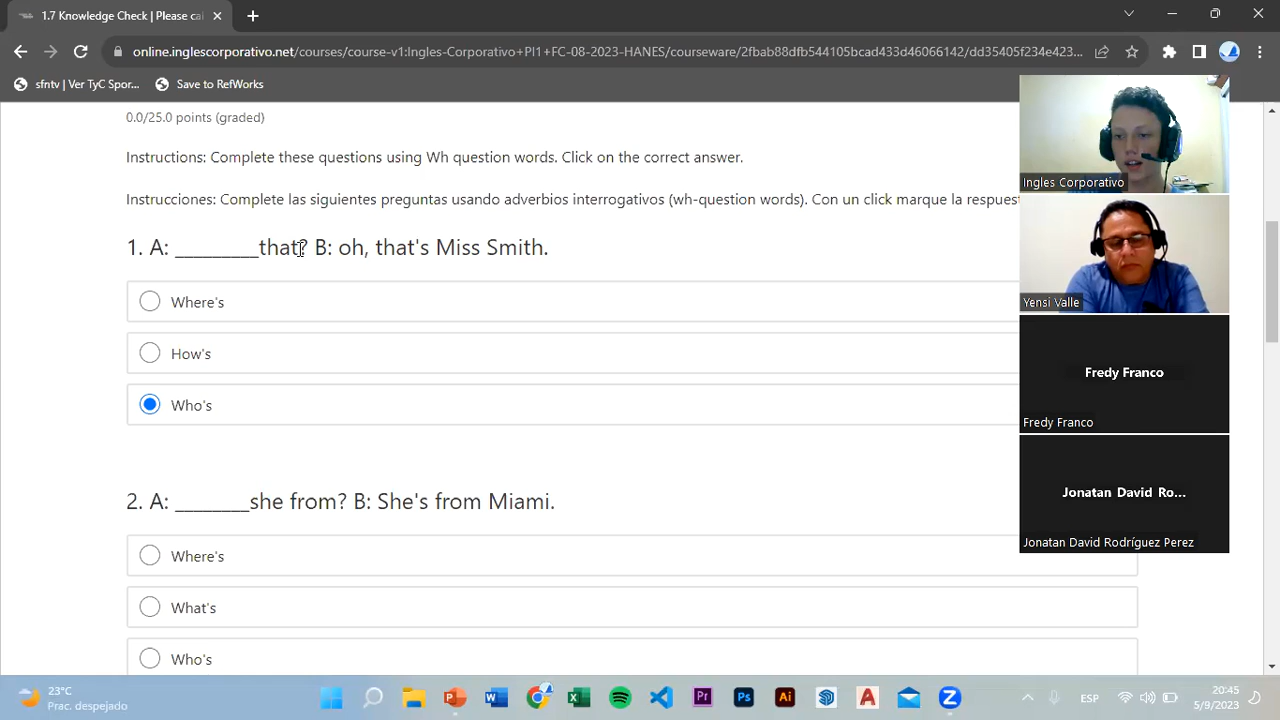 1.7 Knowledge Check | Please cal
online.inglescorporativo.net/courses/course-v1:Ingles-Corporativo+PI1+FC-08-2023-HANES/courseware/2fbab88dfb544105bcad433d46066142/dd35405f234e423...
sfntv | Ver TyC Spor...
Save to RefWorks
0.0/25.0 points (graded)
Instructions: Complete these questions using Wh question words. Click on the correct answer.
Instrucciones: Complete las siguientes preguntas usando adverbios interrogativos (wh-question words). Con un click marque la respues
1. A: _________that? B: oh, that's Miss Smith.
Where's
How's
Who's
2. A: ________she from? B: She's from Miami.
Where's
What's
Who's
Ingles Corporativo
Yensi Valle
Fredy Franco
Fredy Franco
Jonatan David Ro...
Jonatan David Rodríguez Perez
23°C
Prac. despejado
ESP
20:45
5/9/2023